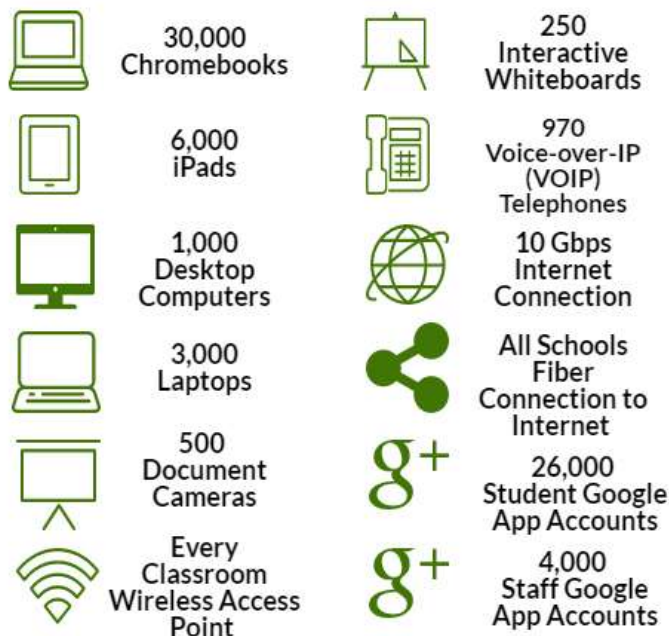 30,000
Chromebooks
6,000
iPads
1,000
Desktop
Computers
3,000
Laptops
500
Document
Cameras
Every
Classroom
Wireless Access
Point
250
Interactive
Whiteboards
970
Voice-over-IP
(VOIP)
Telephones
10 Gbps
Internet
Connection
All Schools
Fiber
Connection to
Internet
g+
26,000
Student Google
App Accounts
g+
4,000
Staff Google
App Accounts